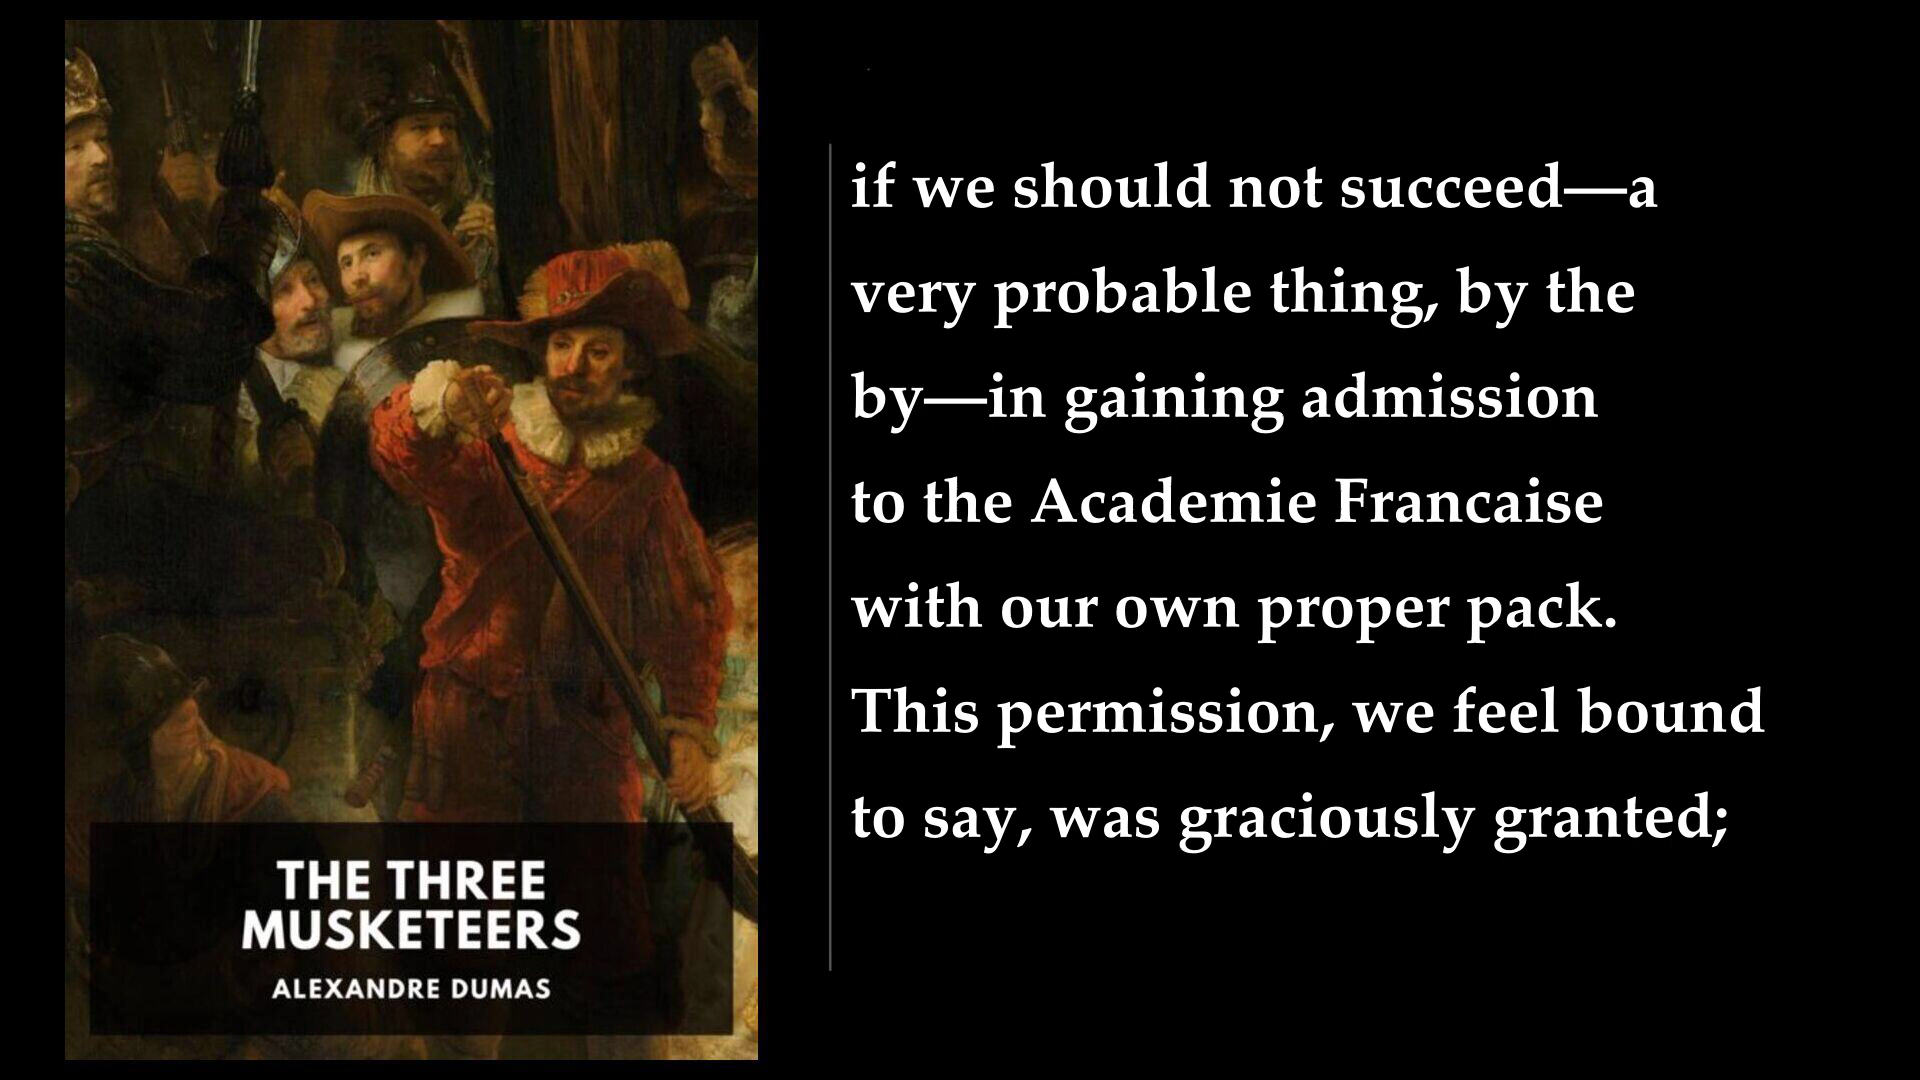 THE THREE
MUSKETEERS
ALEXANDRE DUMAS
if we should not succeed—a
very probable thing, by the
by—in gaining admission
to the Academie Francaise
with our own proper pack.
This permission, we feel bound
to say, was graciously granted;